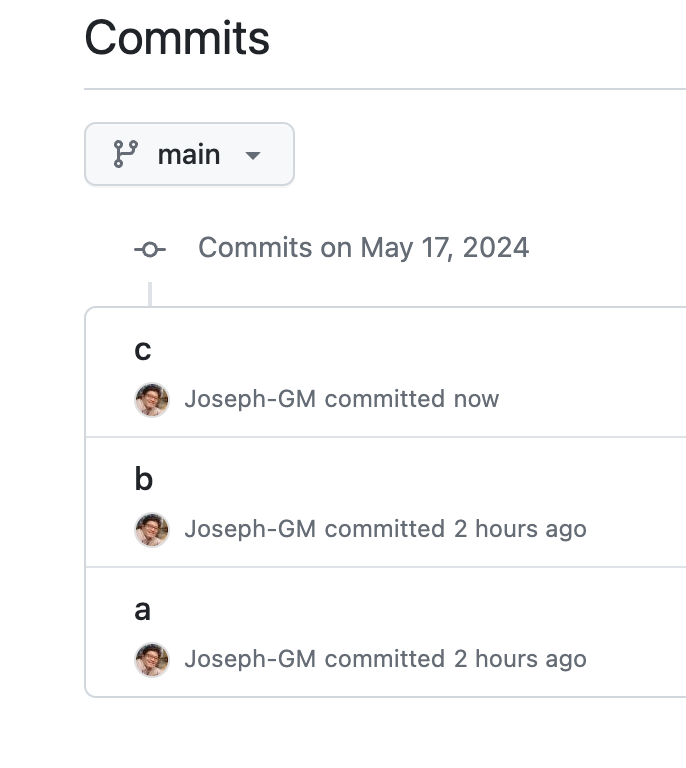 Commits
main
Commits on May 17, 2024
c
Joseph-GM committed now
b
Joseph-GM committed 2 hours ago
a
Joseph-GM committed 2 hours ago